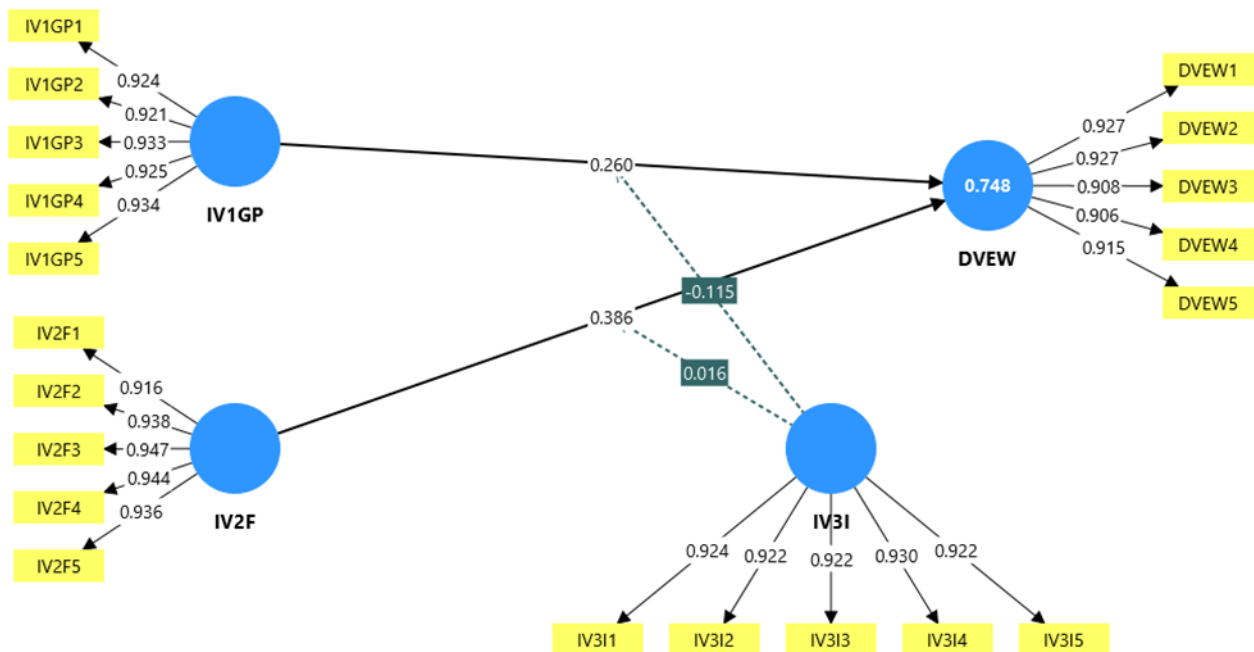 IV1GP1
IV1GP2
IV1GP3
IV1GP4
IV1GP5
0.924
0.921
0.933
0.925
0.934
IV1GP
0.260
DVEW1
DVEW2
DVEW3
DVEW4
DVEW5
0.927
0.927
0.908
0.906
0.915
0.748
DVEW
IV2F1
IV2F2
IV2F3
IV2F4
IV2F5
0.916
0.938
0.947
0.944
0.936
IV2F
0.386
-0.115
0.016
IV3I
0.924
0.922
0.922
0.930
0.922
IV3I1
IV3I2
IV3I3
IV3I4
IV3I5